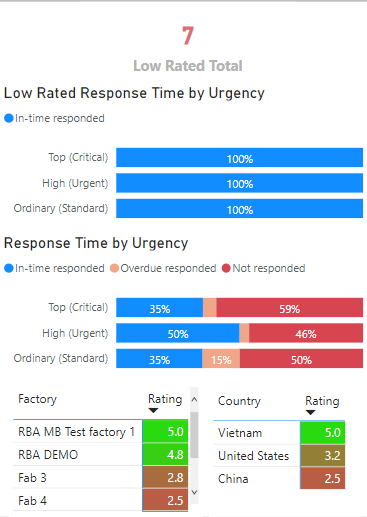 7
Low Rated Total
Low Rated Response Time by Urgency
In-time responded
Top (Critical) 100%
High (Urgent) 100%
Ordinary (Standard) 100%
Response Time by Urgency
In-time responded Overdue responded Not responded
Top (Critical) 35% 59%
High (Urgent) 50% 46%
Ordinary (Standard) 35% 15% 50%
Factory Rating
RBA MB Test factory 1 5.0
RBA DEMO 4.8
Fab 3 2.8
Fab 4 2.5
Country Rating
Vietnam 5.0
United States 3.2
China 2.5